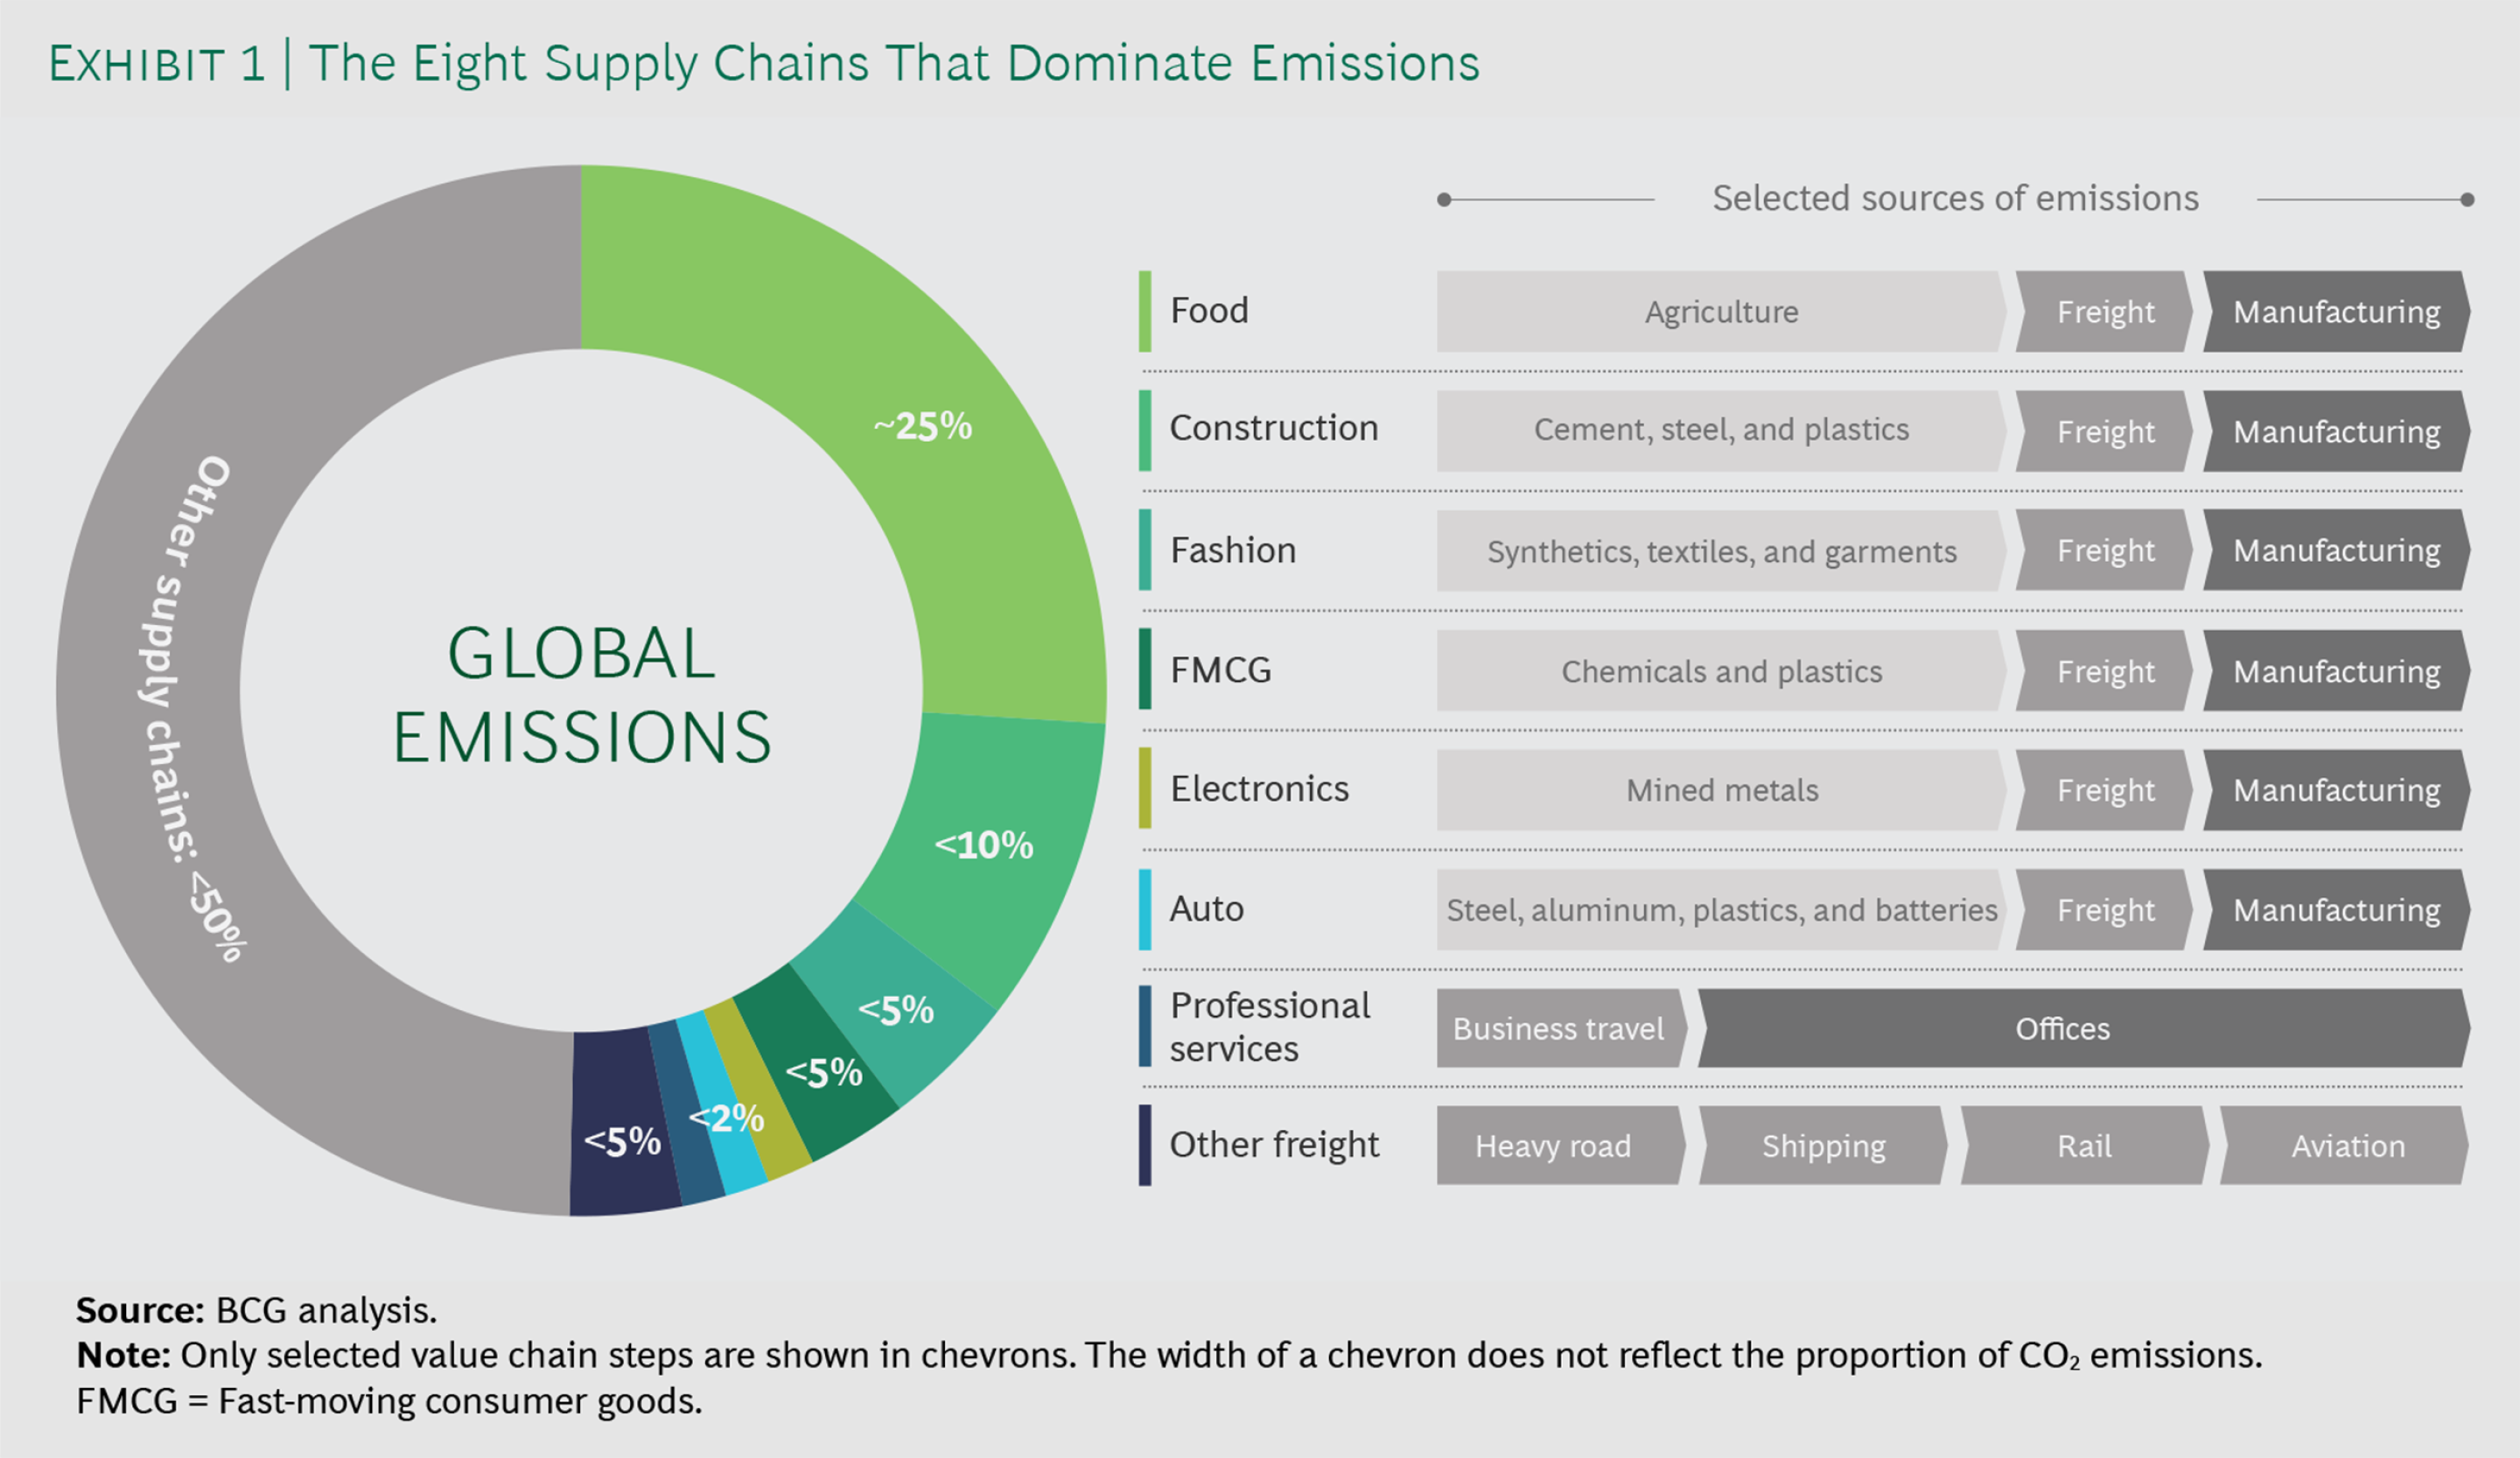 EXHIBIT 1 | The Eight Supply Chains That Dominate Emissions
GLOBAL
EMISSIONS
~25%
<10%
<5%
<5%
<2%
<5%
Other supply chains: <50%
Selected sources of emissions
Food
Agriculture
Freight
Manufacturing
Construction
Cement, steel, and plastics
Freight
Manufacturing
Fashion
Synthetics, textiles, and garments
Freight
Manufacturing
FMCG
Chemicals and plastics
Freight
Manufacturing
Electronics
Mined metals
Freight
Manufacturing
Auto
Steel, aluminum, plastics, and batteries
Freight
Manufacturing
Professional
services
Business travel
Offices
Other freight
Heavy road
Shipping
Rail
Aviation
Source: BCG analysis.
Note: Only selected value chain steps are shown in chevrons. The width of a chevron does not reflect the proportion of CO₂ emissions.
FMCG = Fast-moving consumer goods.